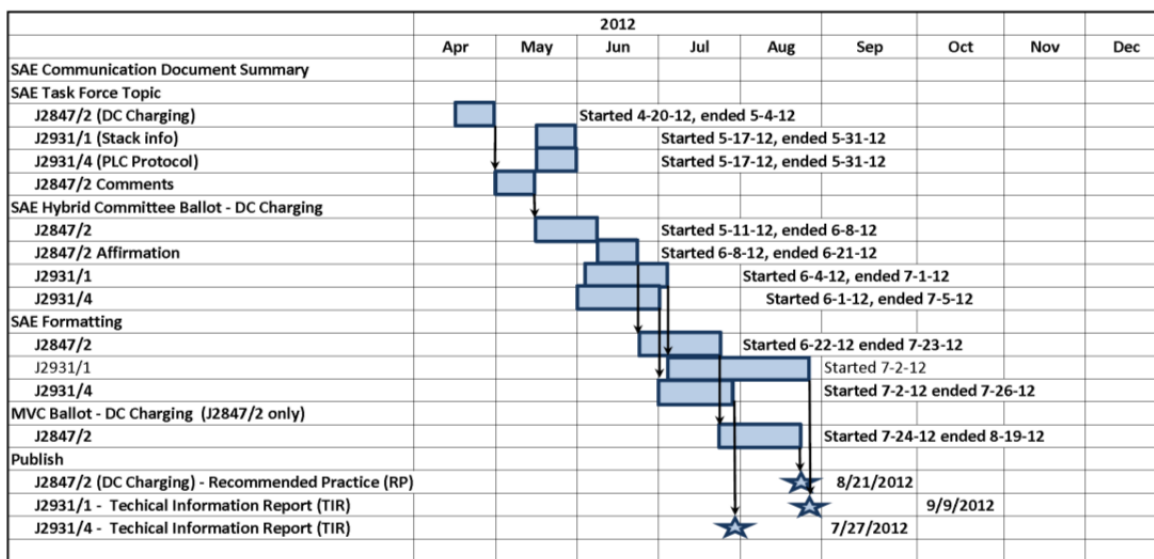 2012
Apr May Jun Jul Aug Sep Oct Nov Dec
SAE Communication Document Summary
SAE Task Force Topic
J2847/2 (DC Charging) Started 4-20-12, ended 5-4-12
J2931/1 (Stack info) Started 5-17-12, ended 5-31-12
J2931/4 (PLC Protocol) Started 5-17-12, ended 5-31-12
J2847/2 Comments
SAE Hybrid Committee Ballot - DC Charging
J2847/2 Started 5-11-12, ended 6-8-12
J2847/2 Affirmation Started 6-8-12, ended 6-21-12
J2931/1 Started 6-4-12, ended 7-1-12
J2931/4 Started 6-1-12, ended 7-5-12
SAE Formatting
J2847/2 Started 6-22-12 ended 7-23-12
J2931/1 Started 7-2-12
J2931/4 Started 7-2-12 ended 7-26-12
MVC Ballot - DC Charging (J2847/2 only)
J2847/2 Started 7-24-12 ended 8-19-12
Publish
J2847/2 (DC Charging) - Recommended Practice (RP) 8/21/2012
J2931/1 - Techical Information Report (TIR) 9/9/2012
J2931/4 - Techical Information Report (TIR) 7/27/2012